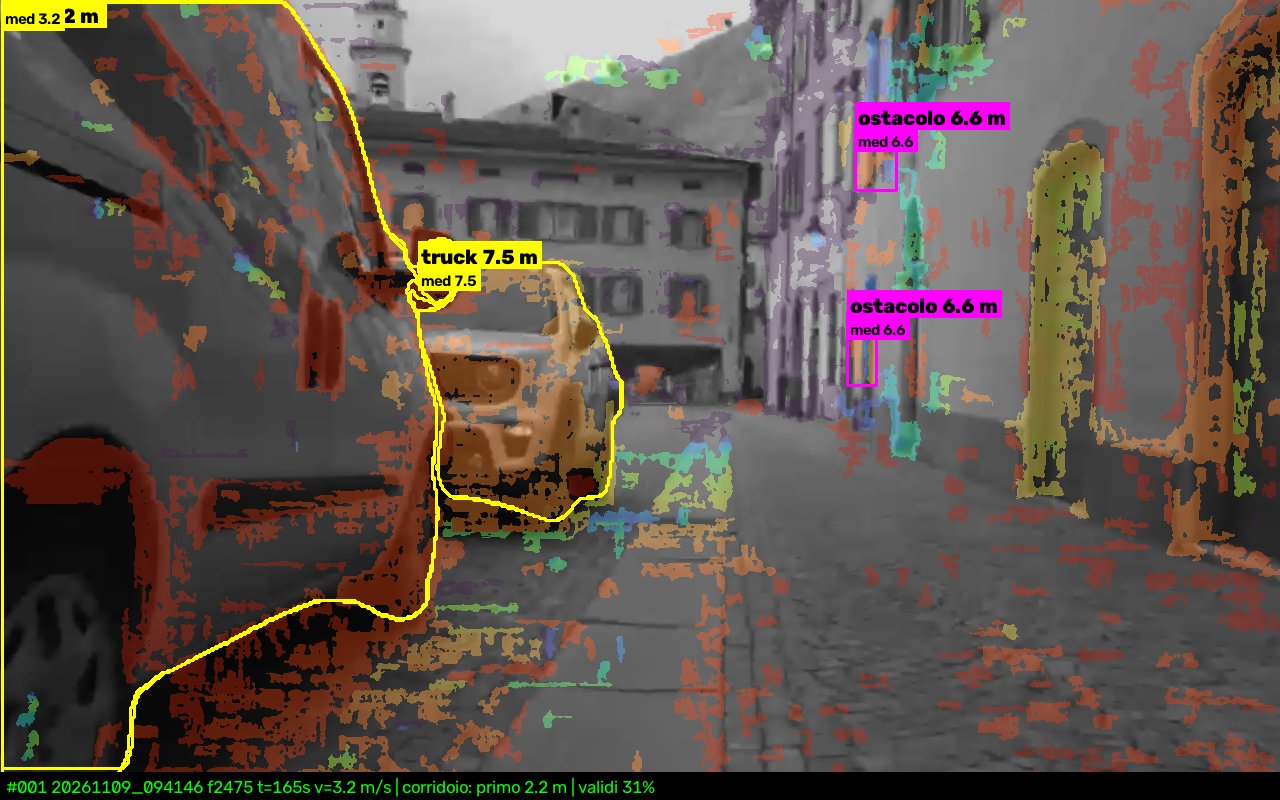 med 3.2 2 m
ostacolo 6.6 m
med 6.6
truck 7.5 m
med 7.5
ostacolo 6.6 m
med 6.6
#001 20261109_094146 f2475 t=165s v=3.2 m/s | corridoio: primo 2.2 m | validi 31%